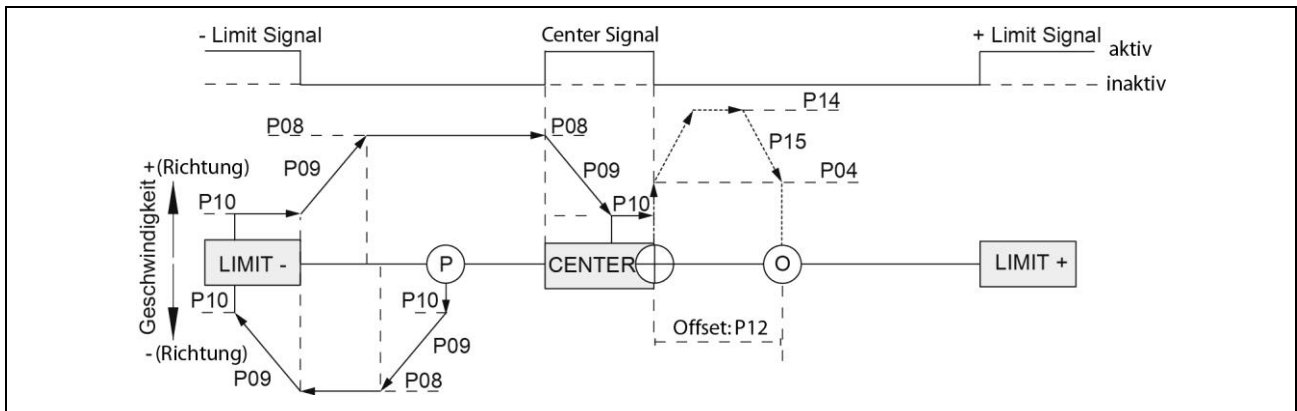 - Limit Signal
Center Signal
+ Limit Signal
aktiv
inaktiv
P08
P08
P14
P09
P09
P15
+(Richtung)
P04
P10
P10
Geschwindigkeit
LIMIT -
P
CENTER
O
LIMIT +
P10
P10
Offset: P12
P09
-(Richtung)
P09
P08